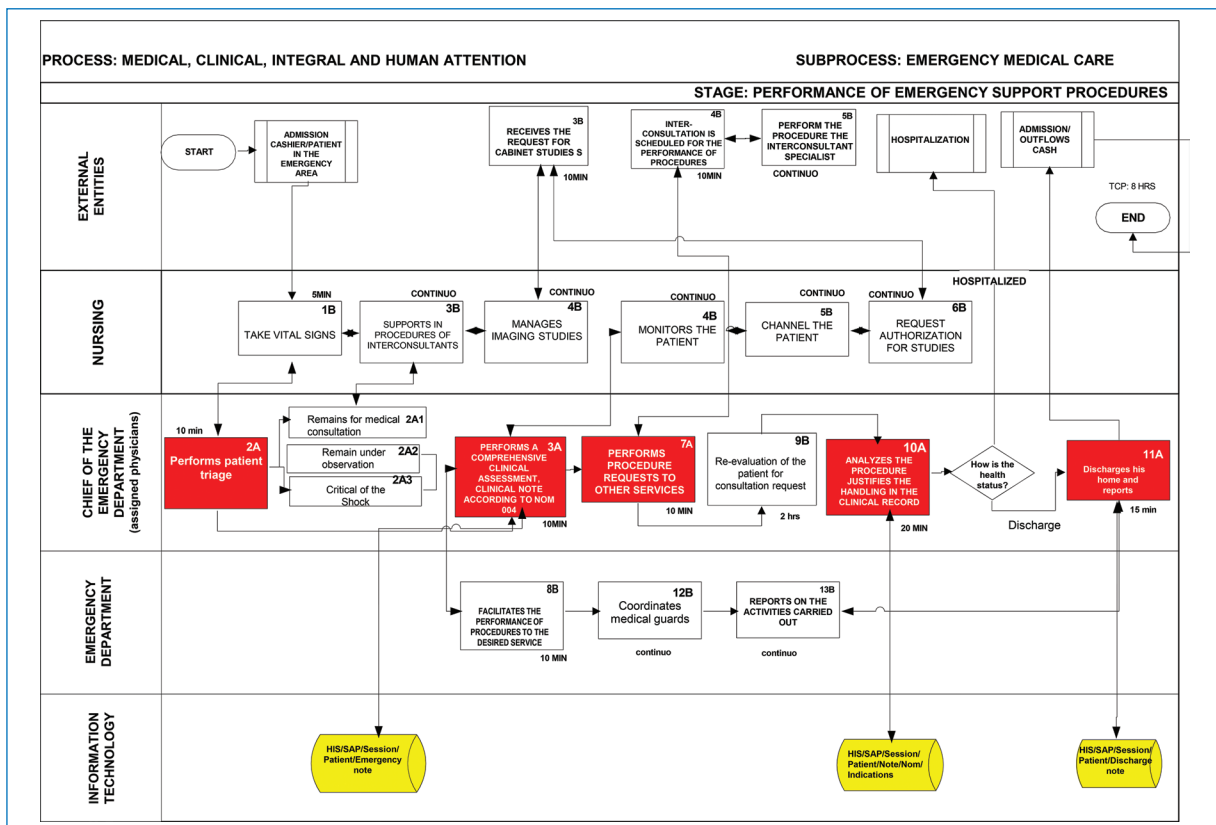 PROCESS: MEDICAL, CLINICAL, INTEGRAL AND HUMAN ATTENTION
SUBPROCESS: EMERGENCY MEDICAL CARE
STAGE: PERFORMANCE OF EMERGENCY SUPPORT PROCEDURES
EXTERNAL
ENTITIES
START
ADMISSION
CASHIER/PATIENT
IN THE
EMERGENCY
AREA
3B
RECEIVES THE
REQUEST FOR
CABINET STUDIES S
10MIN
4B
INTER-
CONSULTATION IS
SCHEDULED FOR THE
PERFORMANCE OF
PROCEDURES
10MIN
5B
PERFORM THE
PROCEDURE THE
INTERCONSULTANT
SPECIALIST
CONTINUO
HOSPITALIZATION
ADMISSION/
OUTFLOWS
CASH
TCP: 8 HRS
END
HOSPITALIZED
NURSING
5MIN
1B
TAKE VITAL SIGNS
CONTINUO
3B
SUPPORTS IN
PROCEDURES OF
INTERCONSULTANTS
CONTINUO
4B
MANAGES
IMAGING STUDIES
CONTINUO
4B
MONITORS THE
PATIENT
CONTINUO
5B
CHANNEL THE
PATIENT
CONTINUO
6B
REQUEST
AUTHORIZATION
FOR STUDIES
CHIEF OF THE
EMERGENCY
DEPARTMENT
(assigned physicians)
10 min
2A
Performs patient
triage
Remains for medical 2A1
consultation
2A2
Remain under
observation
2A3
Critical of the
Shock
3A
PERFORMS A
COMPREHENSIVE
CLINICAL
ASSESSMENT,
CLINICAL NOTE
ACCORDING TO NOM
004
10MIN
7A
PERFORMS
PROCEDURE
REQUESTS TO
OTHER SERVICES
10 MIN
9B
Re-evaluation of the
patient for
consultation request
2 hrs
10A
ANALYZES THE
PROCEDURE
JUSTIFIES THE
HANDLING IN THE
CLINICAL RECORD
20 MIN
How is the
health
status?
Discharge
11A
Discharges his
home and
reports
15 min
EMERGENCY
DEPARTMENT
8B
FACILITATES THE
PERFORMANCE OF
PROCEDURES TO THE
DESIRED SERVICE
10 MIN
12B
Coordinates
medical guards
continuo
13B
REPORTS ON THE
ACTIVITIES CARRIED
OUT
continuo
INFORMATION
TECHNOLOGY
HIS/SAP/Session/
Patient/Emergency
note
HIS/SAP/Session/
Patient/Note/Nom/
Indications
HIS/SAP/Session/
Patient/Discharge
note